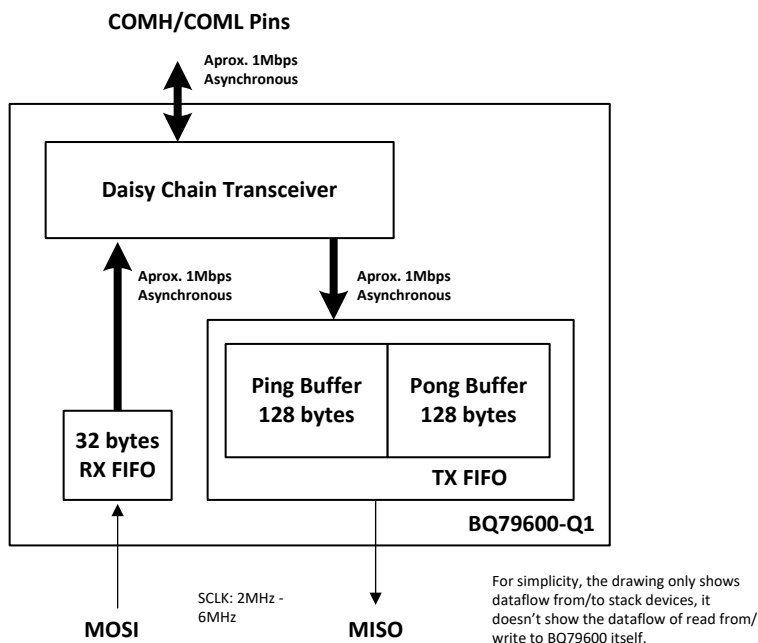 COMH/COML Pins
Aprox. 1Mbps
Asynchronous
Daisy Chain Transceiver
Aprox. 1Mbps
Asynchronous
Aprox. 1Mbps
Asynchronous
Ping Buffer
128 bytes
Pong Buffer
128 bytes
32 bytes
RX FIFO
TX FIFO
BQ79600-Q1
SCLK: 2MHz -
6MHz
MOSI
MISO
For simplicity, the drawing only shows
dataflow from/to stack devices, it
doesn't show the dataflow of read from/
write to BQ79600 itself.